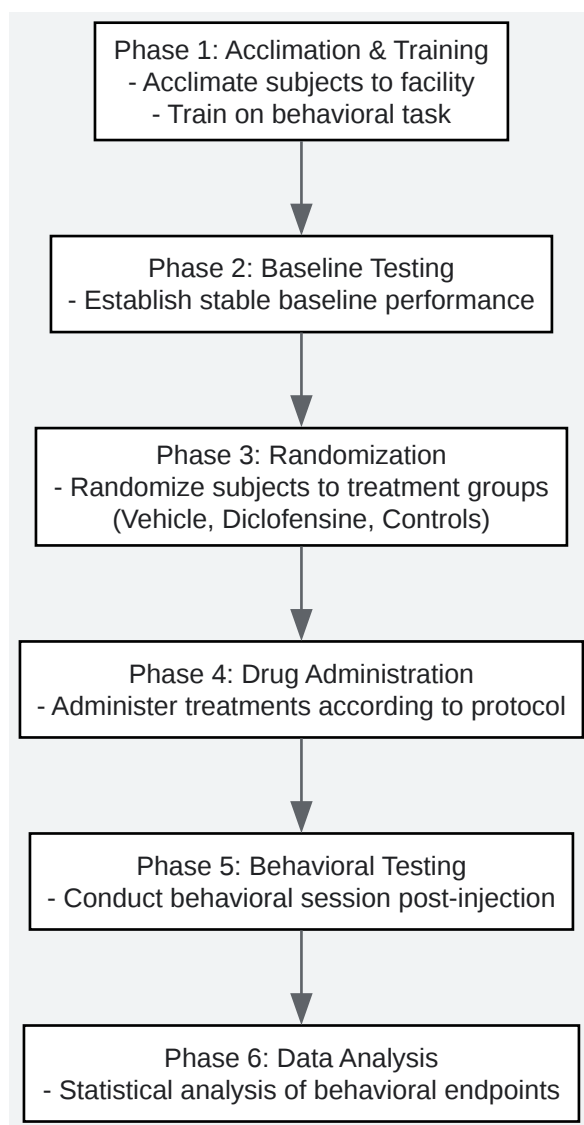 Phase 1: Acclimation & Training
- Acclimate subjects to facility
- Train on behavioral task
Phase 2: Baseline Testing
- Establish stable baseline performance
Phase 3: Randomization
- Randomize subjects to treatment groups
(Vehicle, Diclofensine, Controls)
Phase 4: Drug Administration
- Administer treatments according to protocol
Phase 5: Behavioral Testing
- Conduct behavioral session post-injection
Phase 6: Data Analysis
- Statistical analysis of behavioral endpoints